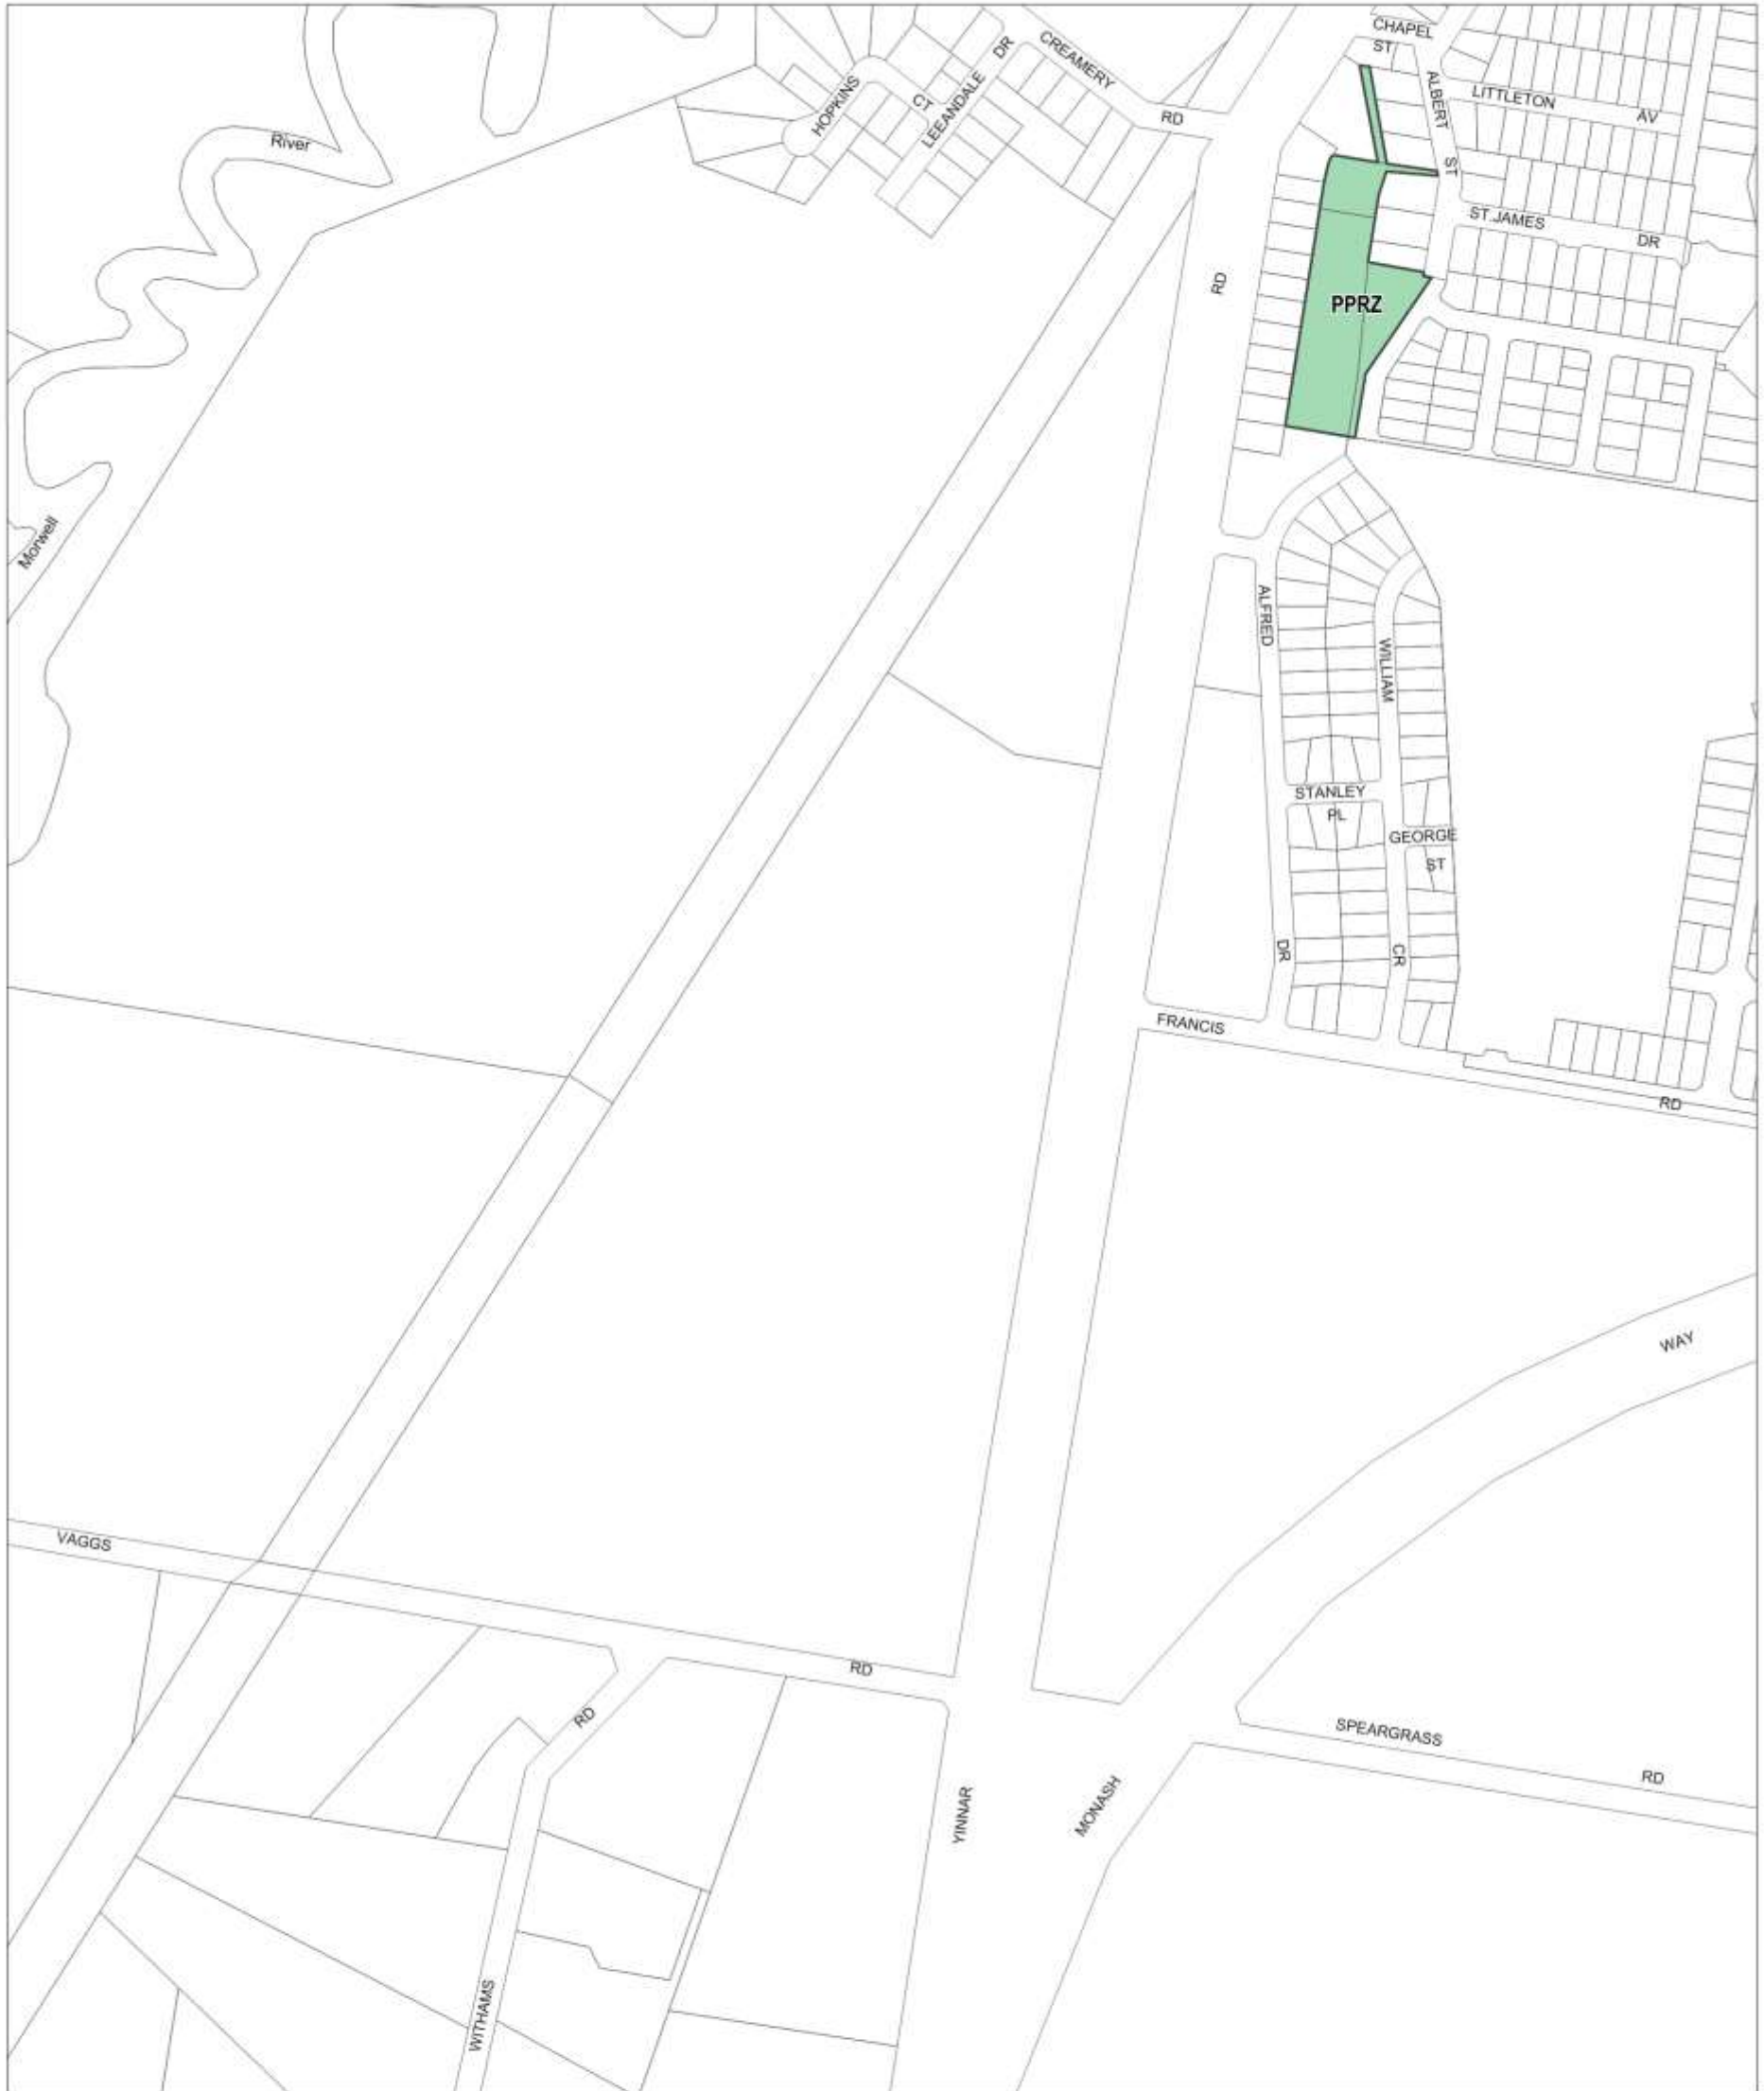 CHAPEL
ST
CREAMERY
RD
DR
LEEANDALE
CT
HOPKINS
ALBERT
ST
LITTLETON
AV
River
ST JAMES
DR
RD
PPRZ
Morwell
ALFRED
DR
WILLIAM
CR
STANLEY
PL
GEORGE
ST
FRANCIS
RD
WAY
VAGGS
RD
RD
SPEARGRASS
RD
YINNAR
MONASH
WITHAMS